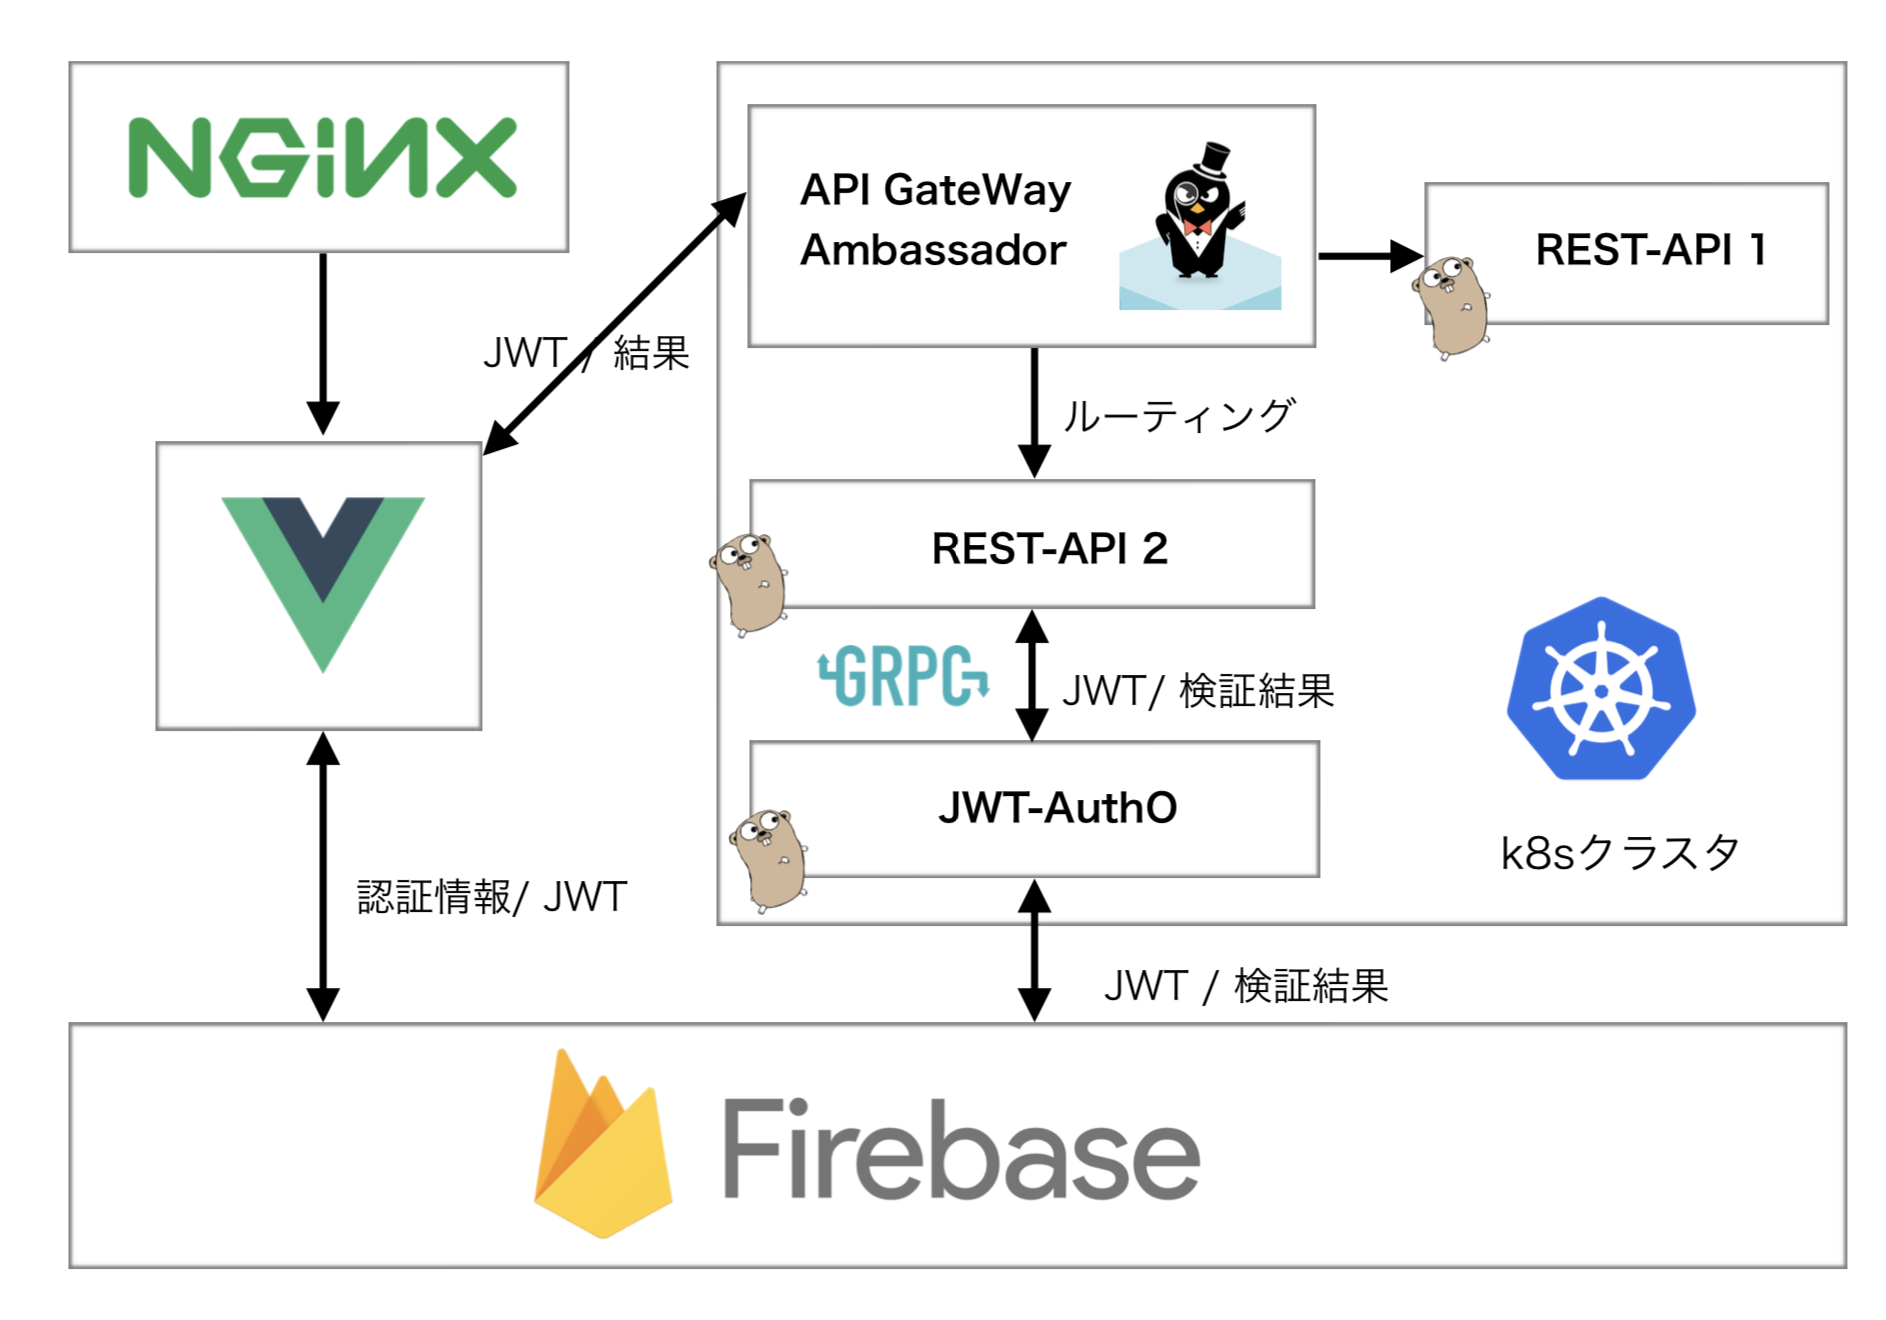 NGINX
API GateWay
Ambassador
REST-API 1
JWT / 結果
ルーティング
REST-API 2
GRPC
JWT/ 検証結果
JWT-AuthO
k8sクラスタ
認証情報/ JWT
JWT / 検証結果
Firebase